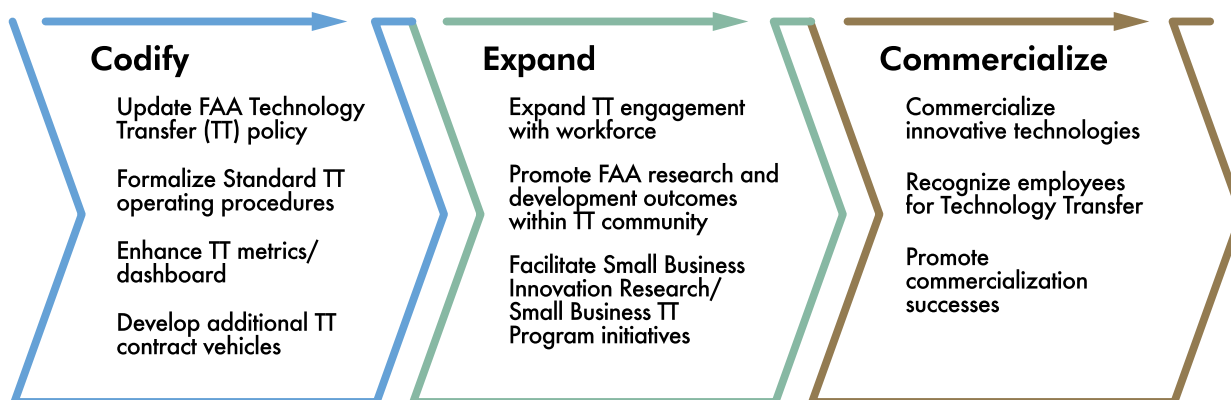 Codify
Update FAA Technology
Transfer (TT) policy
Formalize Standard TT
operating procedures
Enhance TT metrics/
dashboard
Develop additional TT
contract vehicles
Expand
Expand TT engagement
with workforce
Promote FAA research and
development outcomes
within TT community
Facilitate Small Business
Innovation Research/
Small Business TT
Program initiatives
Commercialize
Commercialize
innovative technologies
Recognize employees
for Technology Transfer
Promote
commercialization
successes